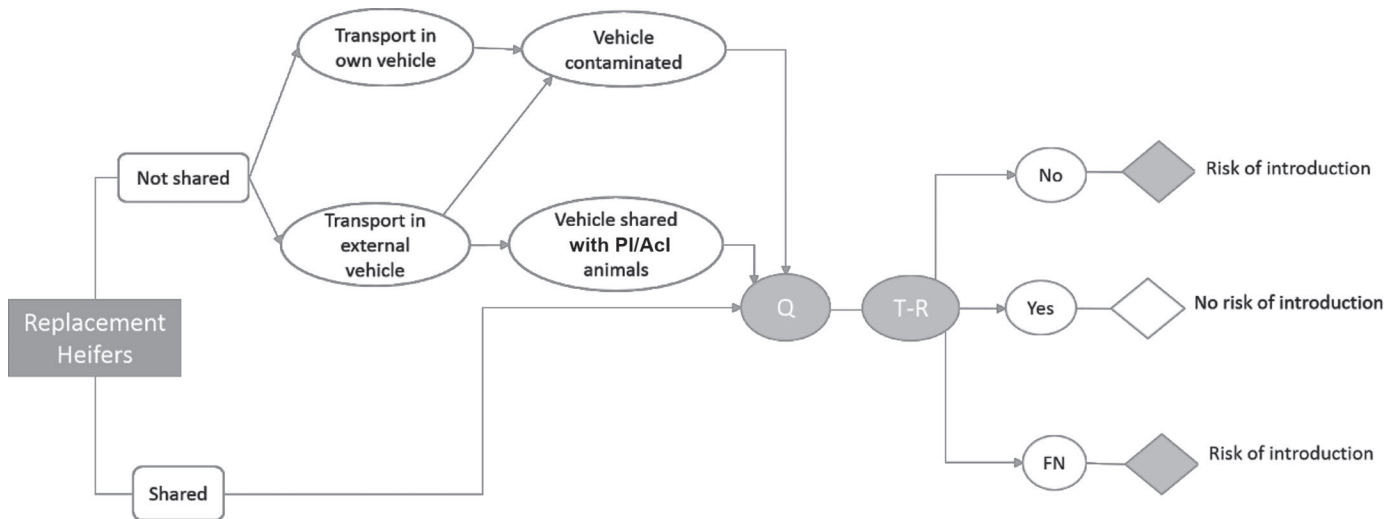 Transport in
own vehicle
Vehicle
contaminated
Not shared
Transport in
external
vehicle
Vehicle shared
with PI/AcI
animals
Replacement
Heifers
Shared
Q
T-R
No
Risk of introduction
Yes
No risk of introduction
FN
Risk of introduction